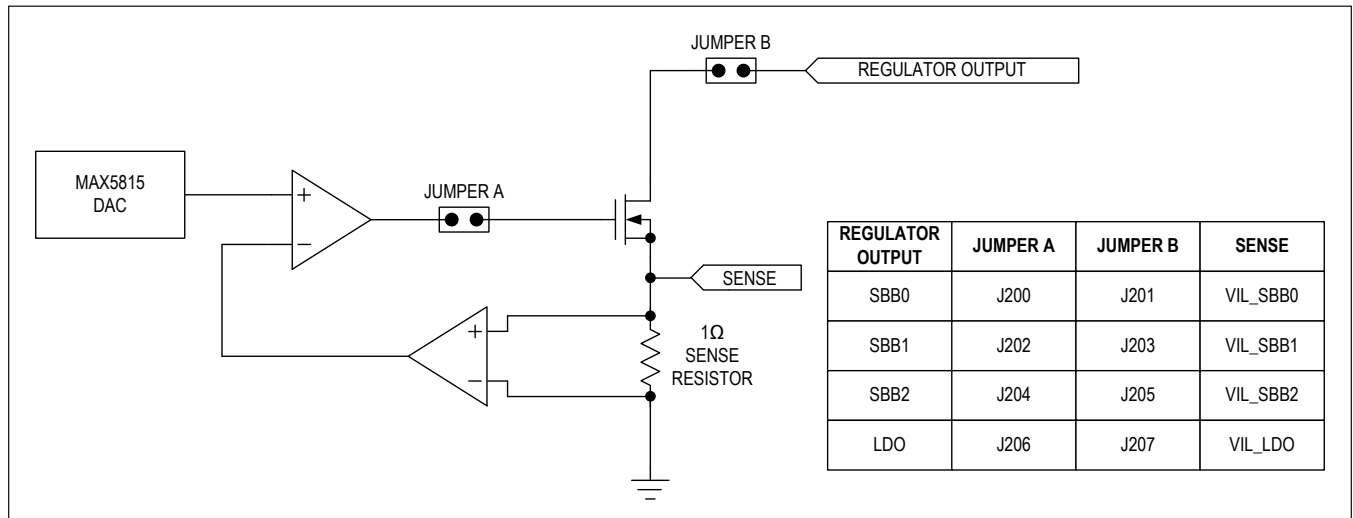 JUMPER B
REGULATOR OUTPUT
MAX5815
DAC
+
−
JUMPER A
SENSE
+
−
1Ω
SENSE
RESISTOR
REGULATOR
OUTPUT
JUMPER A
JUMPER B
SENSE
SBB0 J200 J201 VIL_SBB0
SBB1 J202 J203 VIL_SBB1
SBB2 J204 J205 VIL_SBB2
LDO J206 J207 VIL_LDO